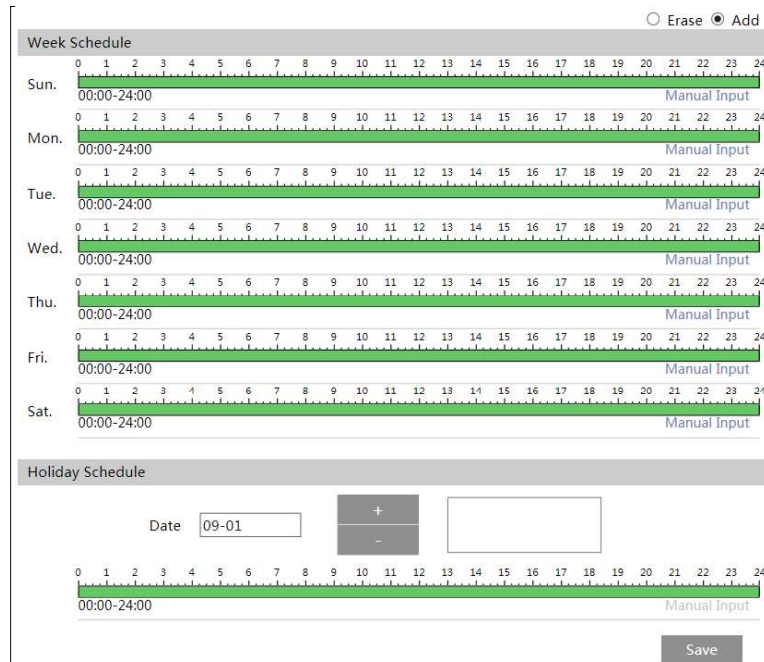 Erase Add
Week Schedule
0 1 2 3 4 5 6 7 8 9 10 11 12 13 14 15 16 17 18 19 20 21 22 23 24
Sun.
00:00-24:00 Manual Input
0 1 2 3 4 5 6 7 8 9 10 11 12 13 14 15 16 17 18 19 20 21 22 23 24
Mon.
00:00-24:00 Manual Input
0 1 2 3 4 5 6 7 8 9 10 11 12 13 14 15 16 17 18 19 20 21 22 23 24
Tue.
00:00-24:00 Manual Input
0 1 2 3 4 5 6 7 8 9 10 11 12 13 14 15 16 17 18 19 20 21 22 23 24
Wed.
00:00-24:00 Manual Input
0 1 2 3 4 5 6 7 8 9 10 11 12 13 14 15 16 17 18 19 20 21 22 23 24
Thu.
00:00-24:00 Manual Input
0 1 2 3 4 5 6 7 8 9 10 11 12 13 14 15 16 17 18 19 20 21 22 23 24
Fri.
00:00-24:00 Manual Input
0 1 2 3 4 5 6 7 8 9 10 11 12 13 14 15 16 17 18 19 20 21 22 23 24
Sat.
00:00-24:00 Manual Input
Holiday Schedule
+
Date 09-01
-
0 1 2 3 4 5 6 7 8 9 10 11 12 13 14 15 16 17 18 19 20 21 22 23 24
00:00-24:00 Manual Input
Save